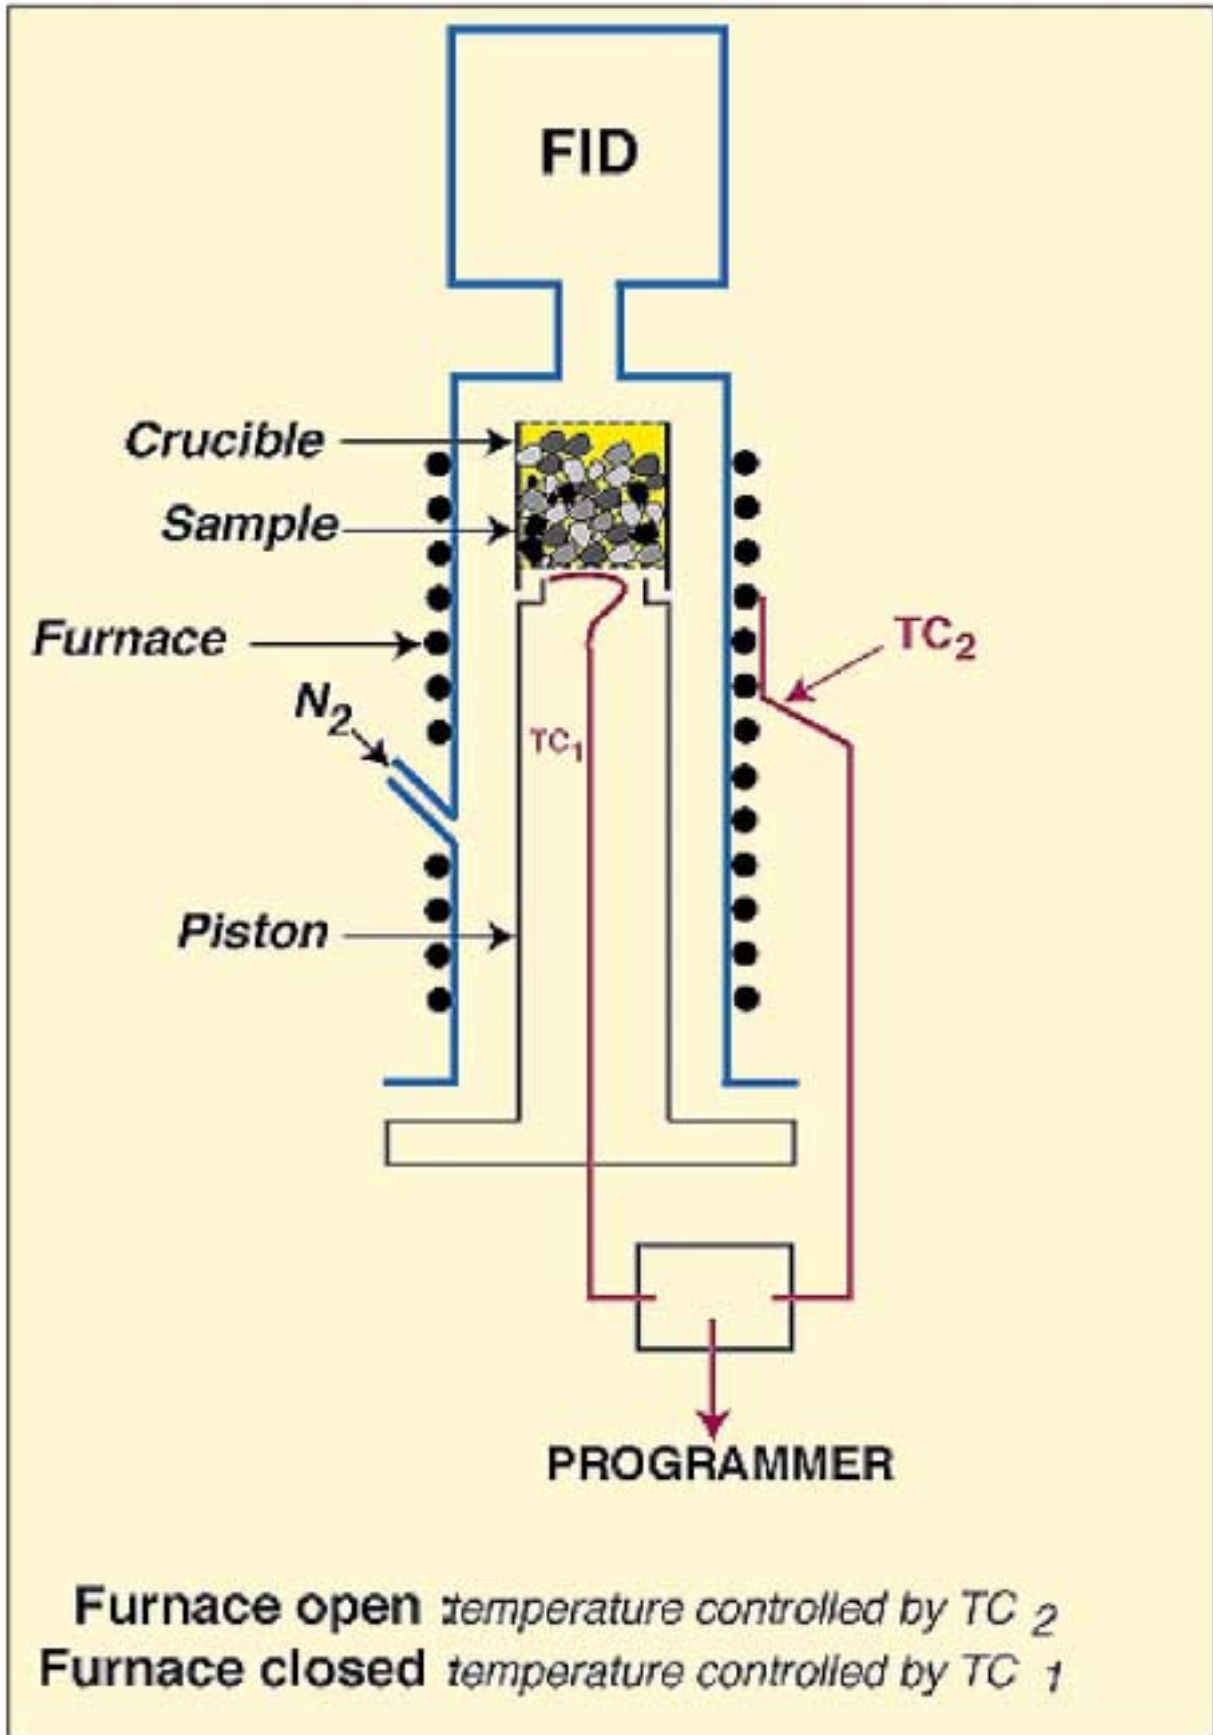 FID
Crucible
Sample
Furnace
TC2
N2
TC1
Piston
PROGRAMMER
Furnace open :temperature controlled by TC 2
Furnace closed :temperature controlled by TC 1